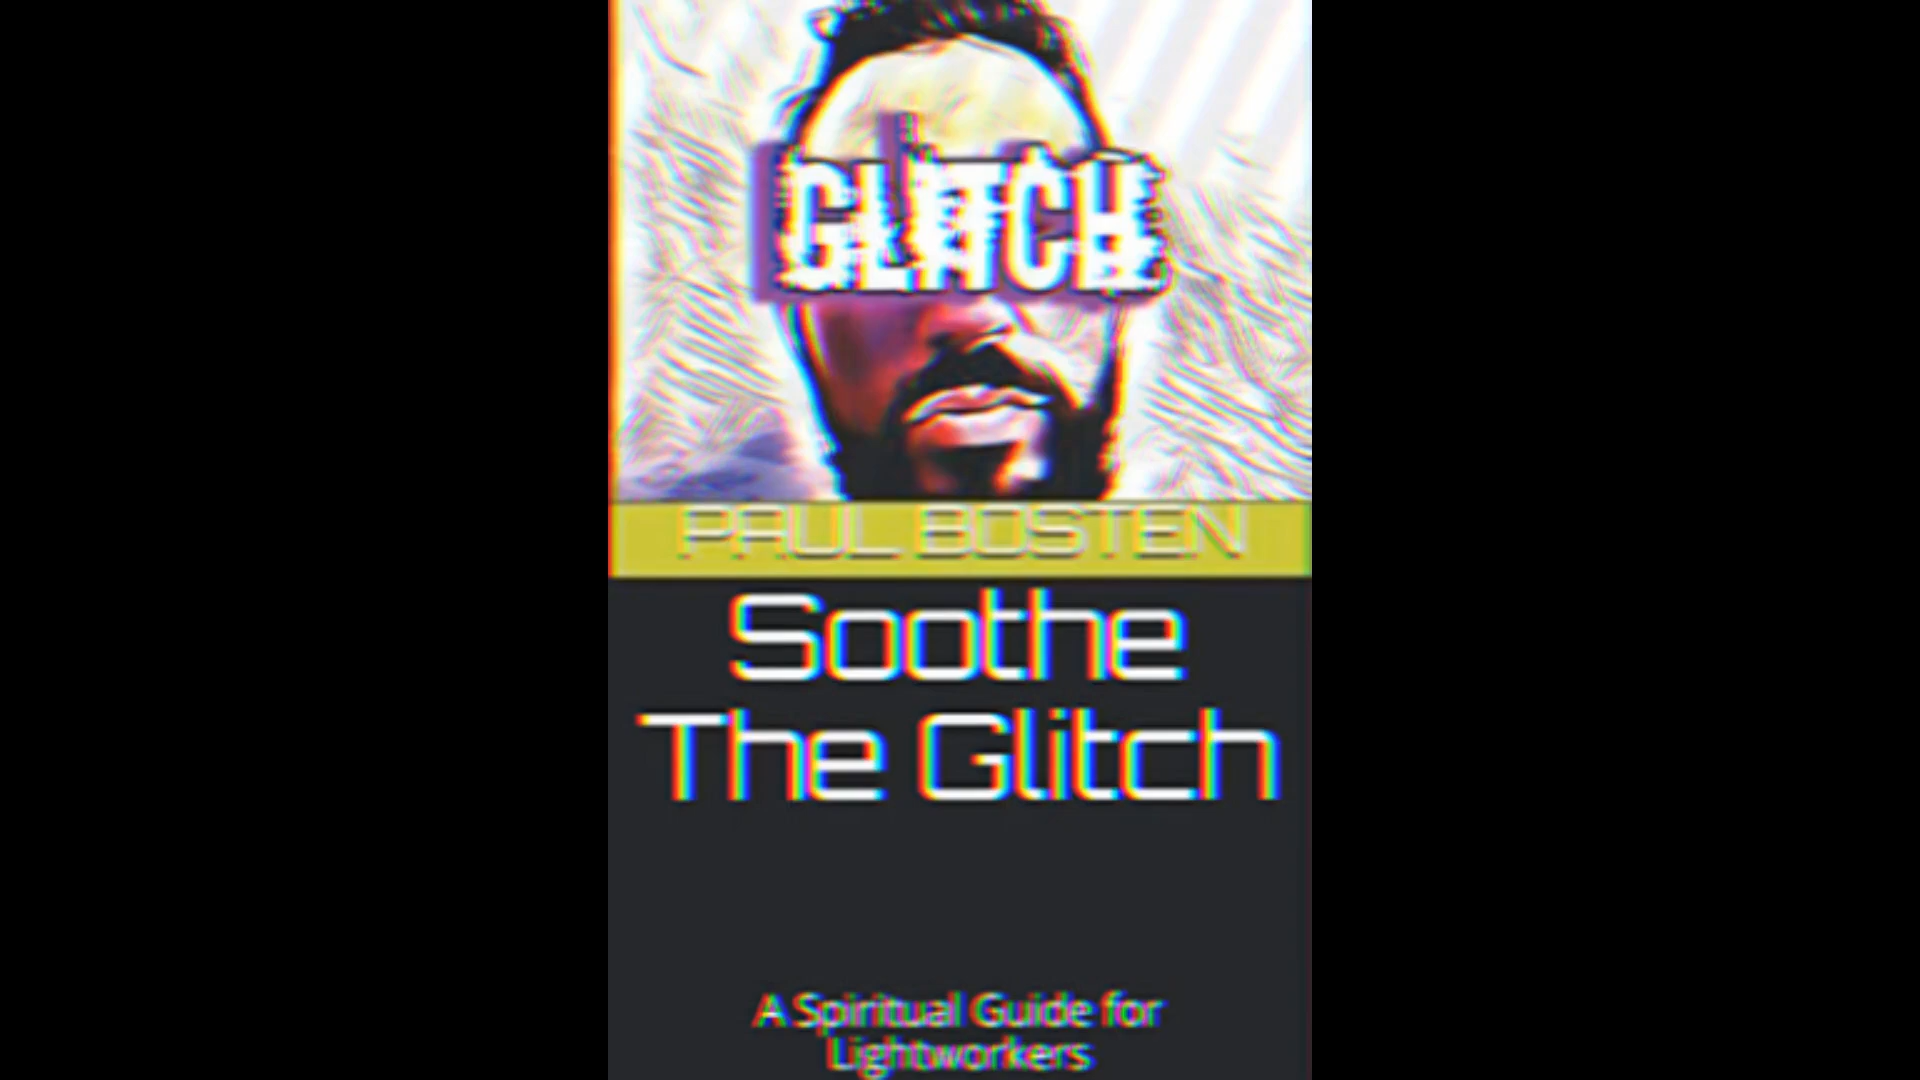 GLITCH
PAUL BOSTEN
Soothe
The Glitch
A Spiritual Guide for
Lightworkers